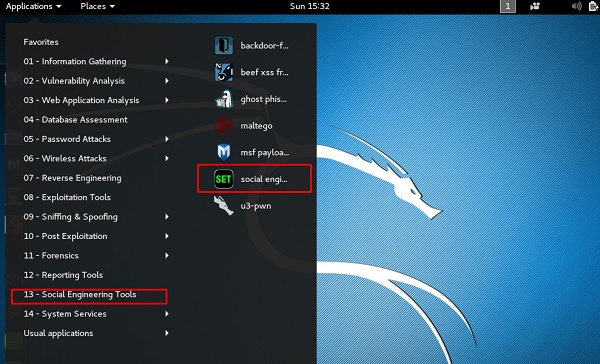 Applications
Places
Sun 15:32
1
Favorites
01 - Information Gathering
02 - Vulnerability Analysis
03 - Web Application Analysis
04 - Database Assessment
05 - Password Attacks
06 - Wireless Attacks
07 - Reverse Engineering
08 - Exploitation Tools
09 - Sniffing & Spoofing
10 - Post Exploitation
11 - Forensics
12 - Reporting Tools
13 - Social Engineering Tools
14 - System Services
Usual applications
backdoor-f...
beef xss fr...
ghost phis...
maltego
msf payloa...
SET social engi...
u3-pwn